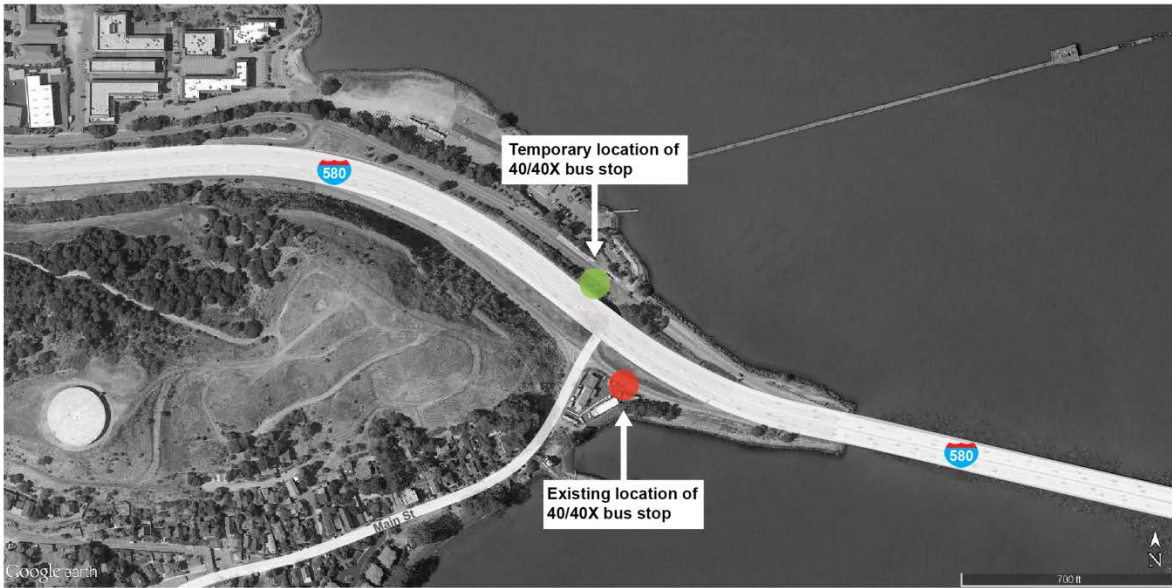 Temporary location of
40/40X bus stop
580
580
Existing location of
40/40X bus stop
Main St
Google earth
N
700 ft